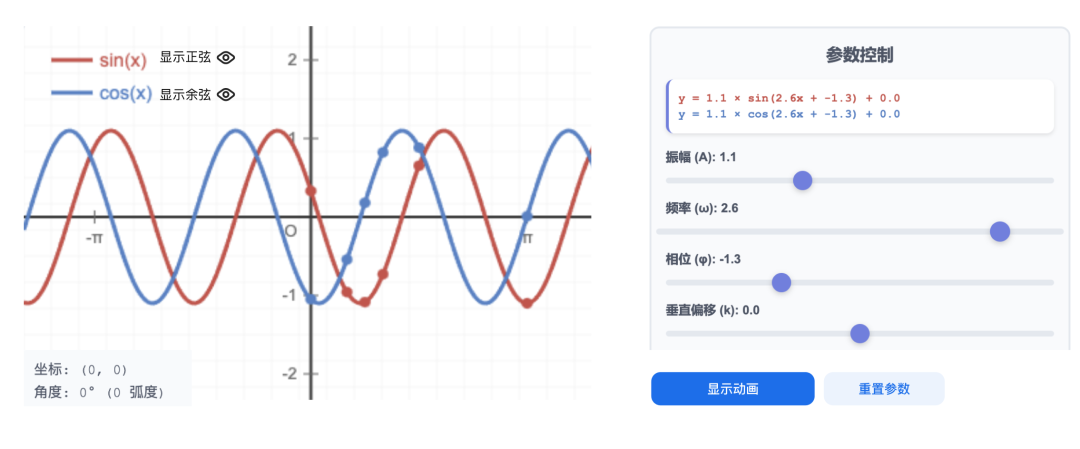 sin(x) 显示正弦
cos(x) 显示余弦
2
1
O
-1
-2
-π
π
坐标: (0, 0)
角度: 0° (0 弧度)
参数控制
y = 1.1 × sin(2.6x + -1.3) + 0.0
y = 1.1 × cos(2.6x + -1.3) + 0.0
振幅 (A): 1.1
频率 (ω): 2.6
相位 (φ): -1.3
垂直偏移 (k): 0.0
显示动画 重置参数